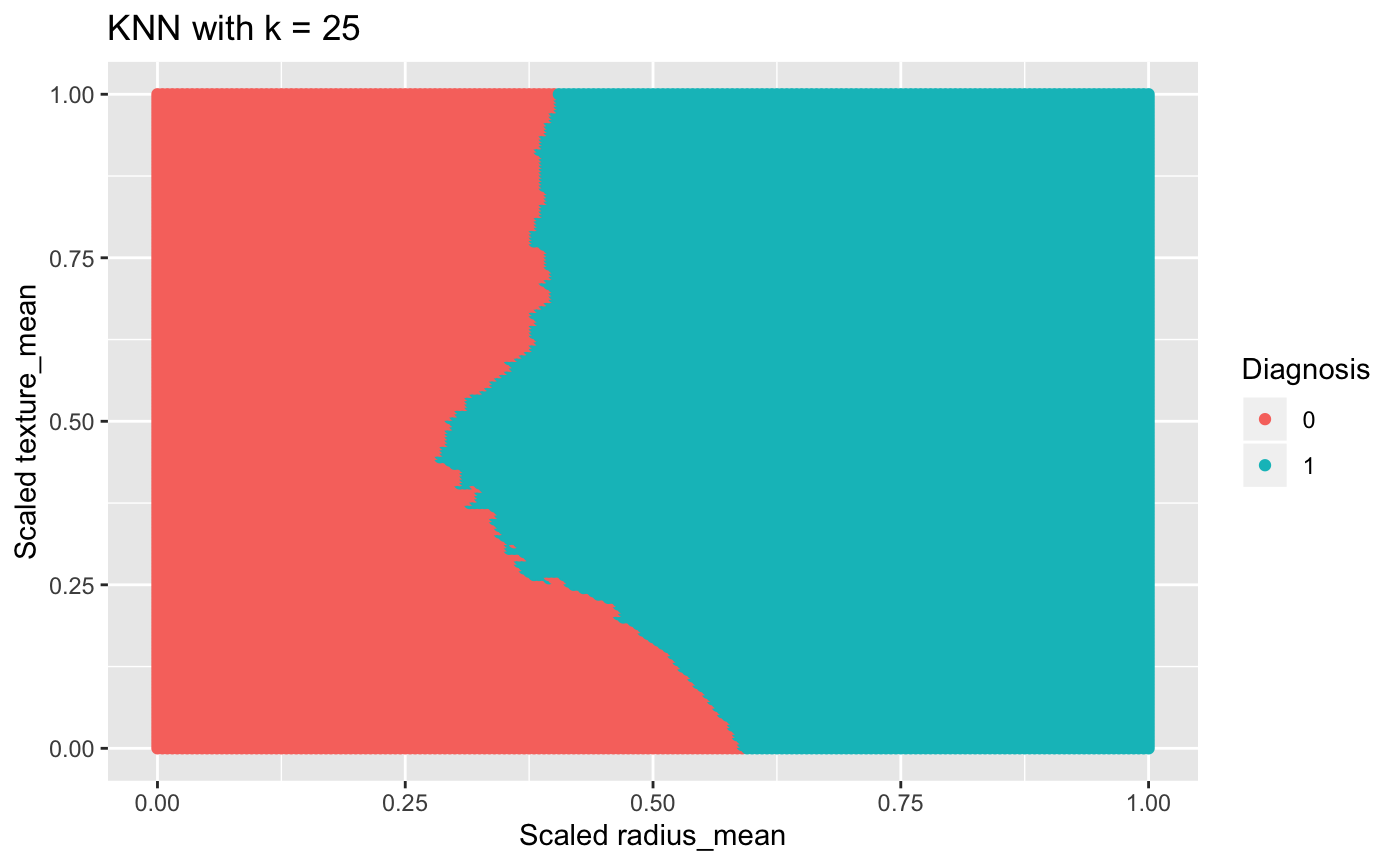 KNN with k = 25
1.00
0.75
0.50
0.25
0.00
Scaled texture_mean
0.00 0.25 0.50 0.75 1.00
Scaled radius_mean
Diagnosis
0
1